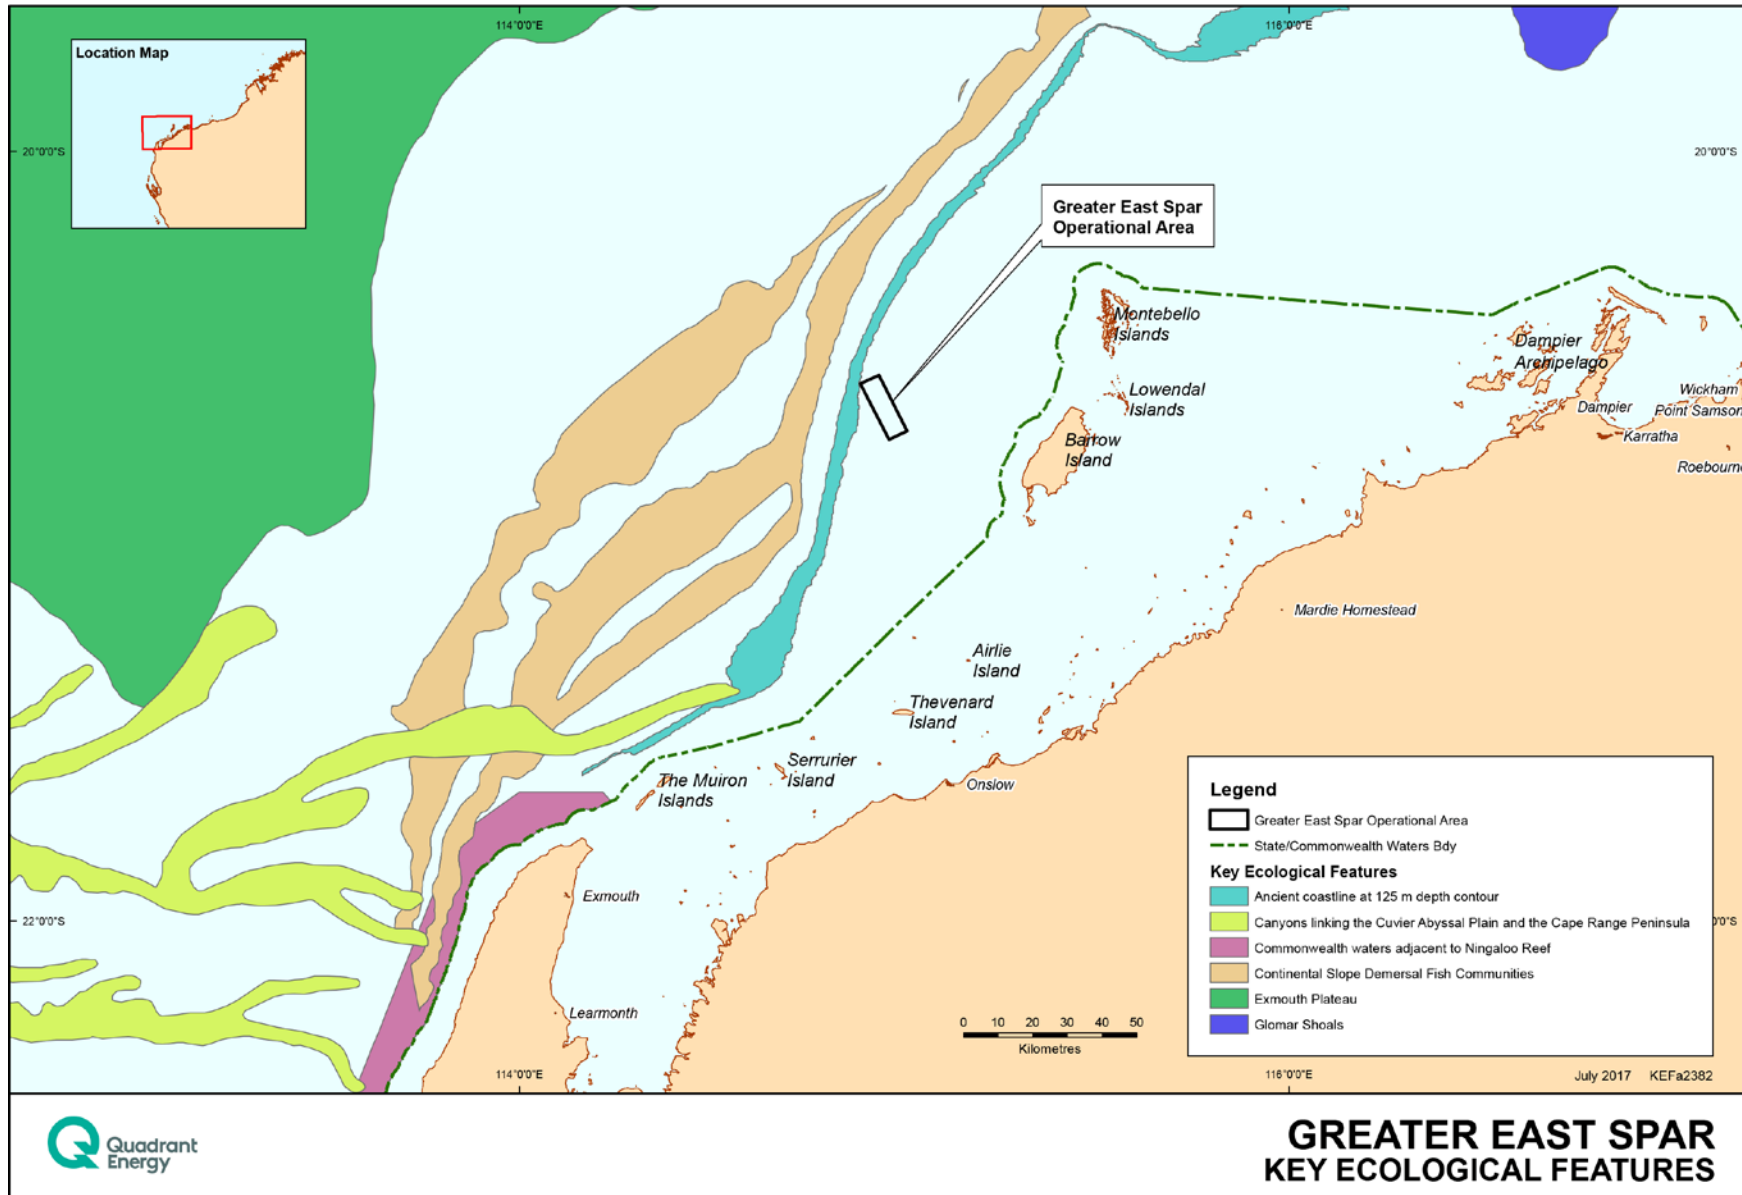 114°0'0"E
116°0'0"E
Location Map
20°0'0"S
20°0'0"S
Greater East Spar
Operational Area
Montebello
Islands
Dampier
Archipelago
Lowendal
Islands
Wickham
Dampier
Point Samson
Barrow
Island
Karratha
Mardie Homestead
Airlie
Island
Thevenard
Island
Serrurier
Island
The Muiron
Islands
Onslow
Exmouth
22°0'0"S
Learmonth
0 10 20 30 40 50
Kilometres
Legend
Greater East Spar Operational Area
State/Commonwealth Waters Bdy
Key Ecological Features
Ancient coastline at 125 m depth contour
Canyons linking the Cuvier Abyssal Plain and the Cape Range Peninsula
Commonwealth waters adjacent to Ningaloo Reef
Continental Slope Demersal Fish Communities
Exmouth Plateau
Glomar Shoals
114°0'0"E
116°0'0"E
July 2017 KEFa2382
Quadrant
Energy
GREATER EAST SPAR
KEY ECOLOGICAL FEATURES